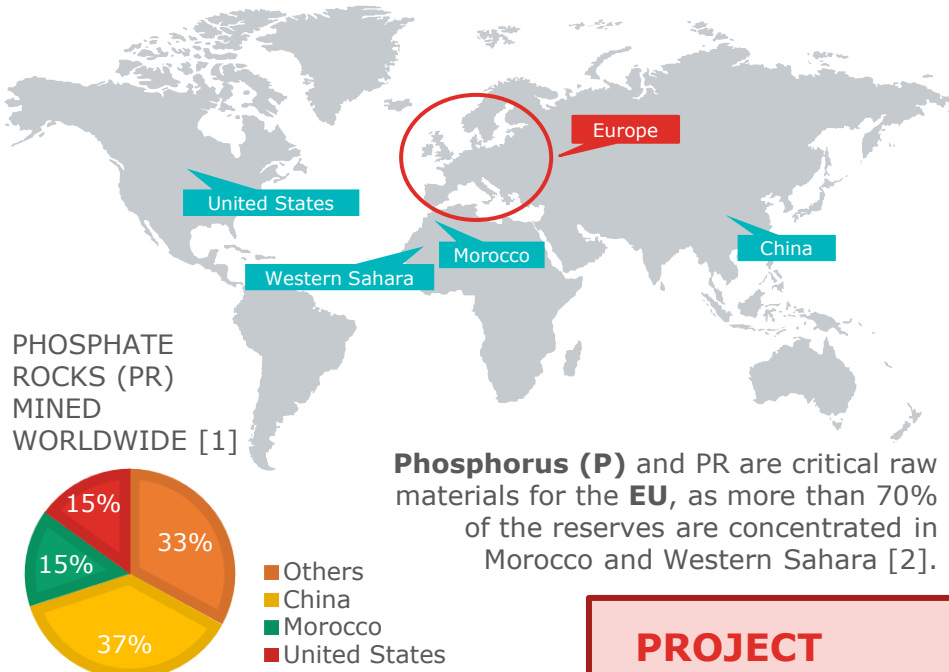 Europe
United States
Morocco
China
Western Sahara
PHOSPHATE
ROCKS (PR)
MINED
WORLDWIDE [1]
Phosphorus (P) and PR are critical raw
materials for the EU, as more than 70%
of the reserves are concentrated in
Morocco and Western Sahara [2].
15%
33%
15%
37%
Others
China
Morocco
United States
PROJECT